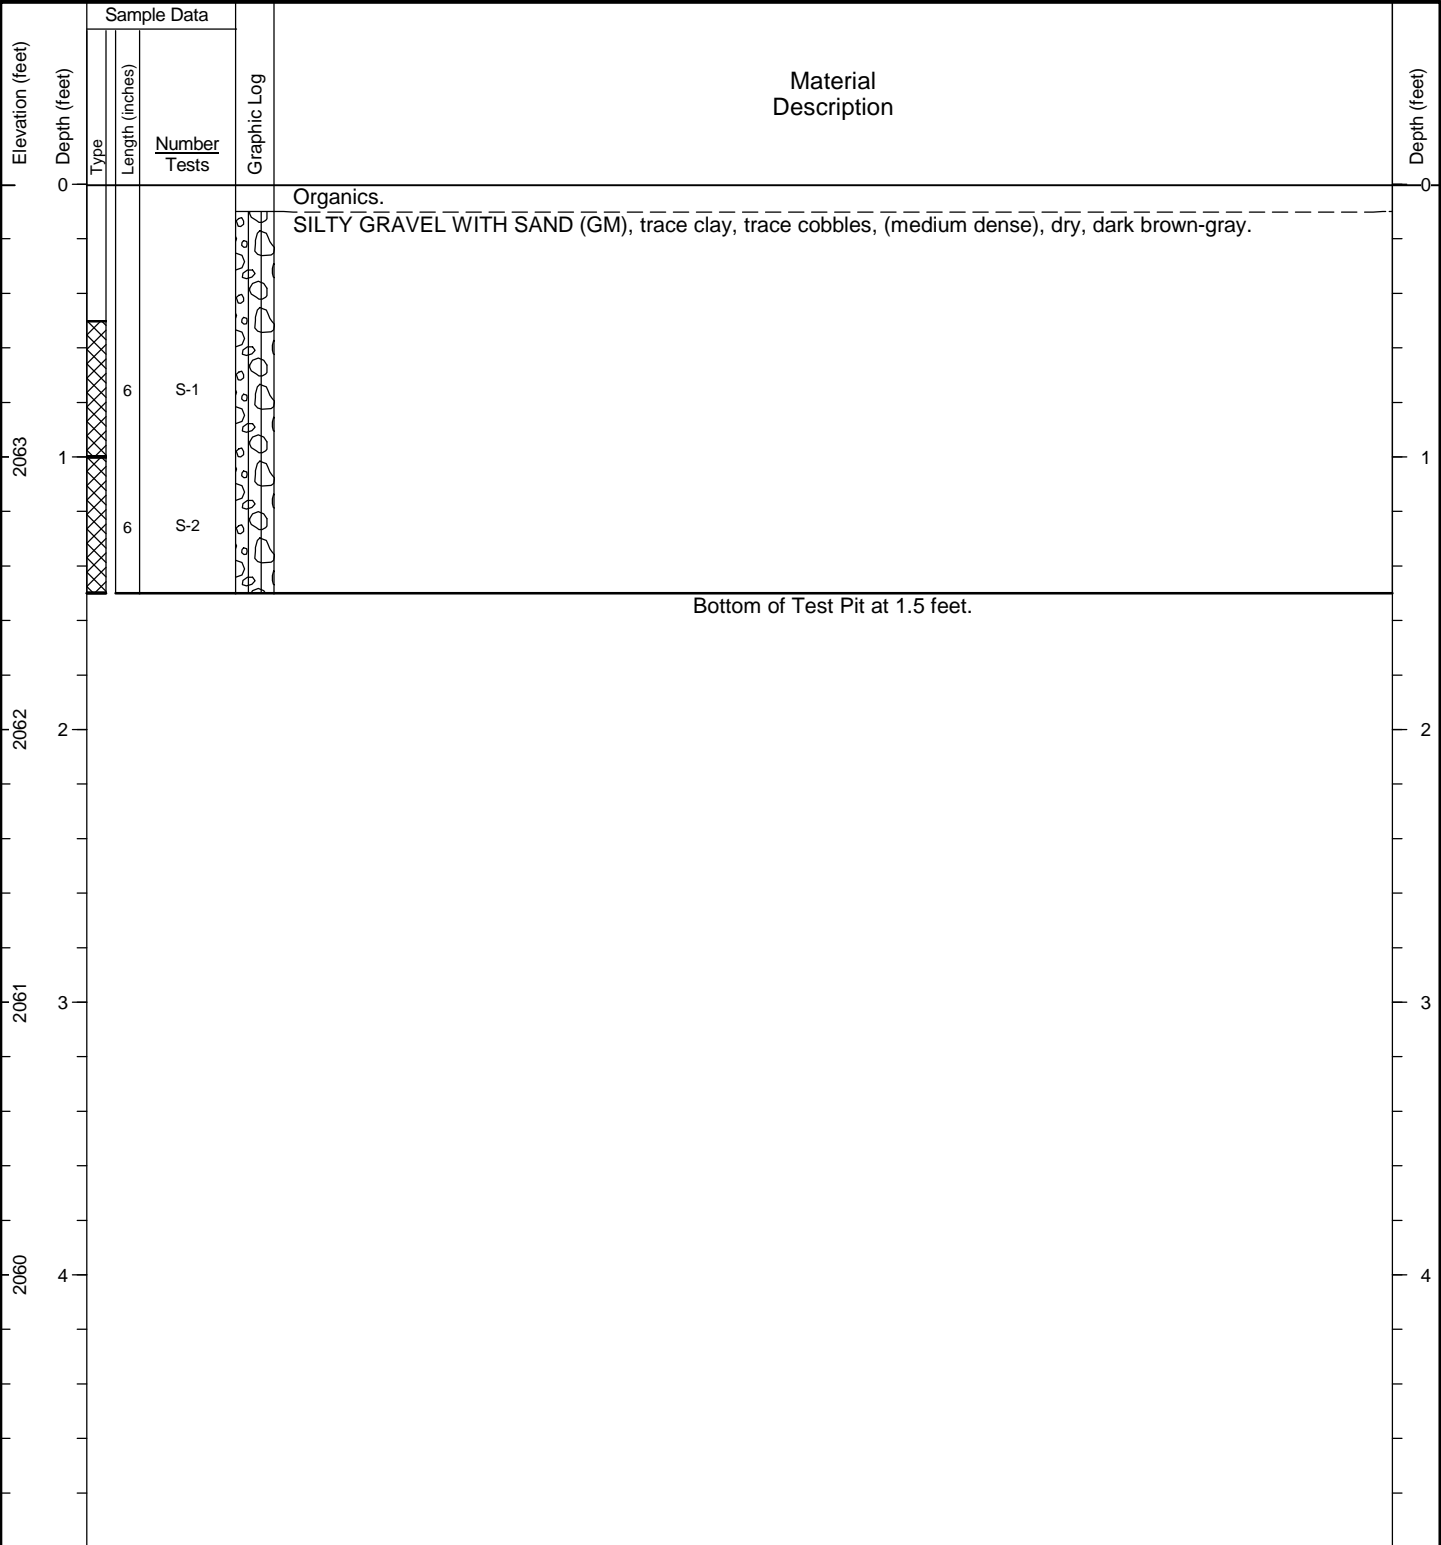 Sample Data
Elevation (feet)
Depth (feet)
Type
Length (inches)
Number
Tests
Graphic Log
Material
Description
Depth (feet)
0
0
Organics.
SILTY GRAVEL WITH SAND (GM), trace clay, trace cobbles, (medium dense), dry, dark brown-gray.
6
S-1
2063
1
1
6
S-2
Bottom of Test Pit at 1.5 feet.
2062
2
2
2061
3
3
2060
4
4